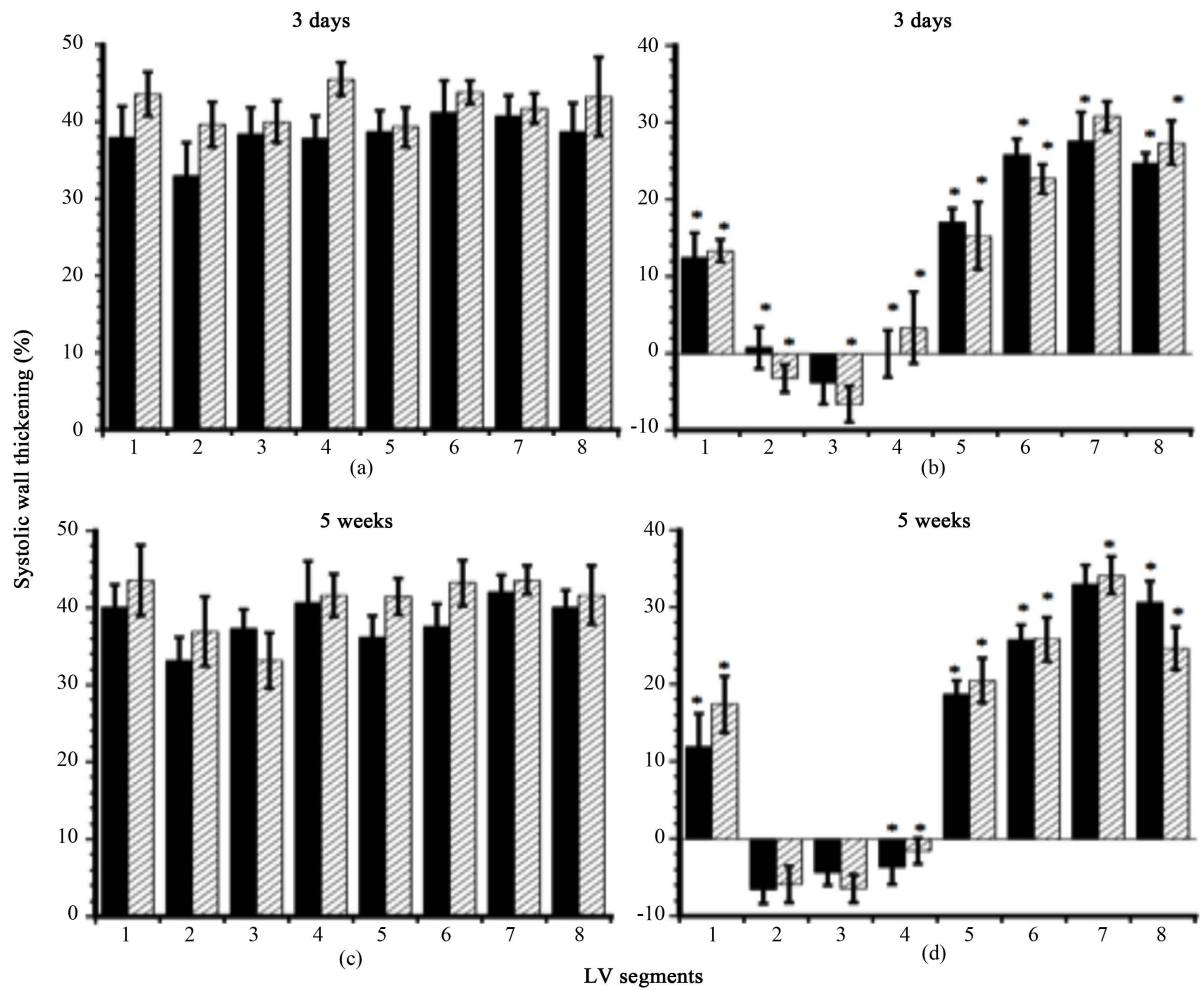 3 days
3 days
Systolic wall thickening (%)
50
40
30
20
10
0
1 2 3 4 5 6 7 8
(a)
40
30
20
10
0
-10
* * * * * * * * * * * * * *
1 2 3 4 5 6 7 8
(b)
5 weeks
5 weeks
50
40
30
20
10
0
1 2 3 4 5 6 7 8
(c)
40
30
20
10
0
-10
* * * * * * * * * * *
1 2 3 4 5 6 7 8
(d)
LV segments